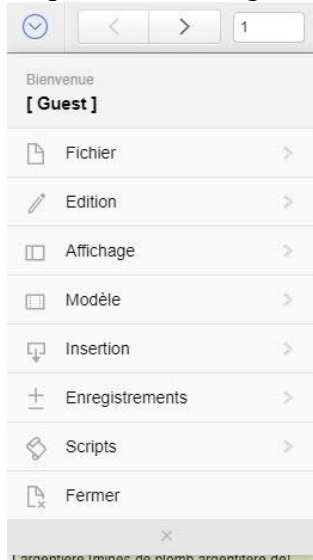 1
Bienvenue
[ Guest ]
Fichier
Edition
Affichage
Modèle
Insertion
Enregistrements
Scripts
Fermer